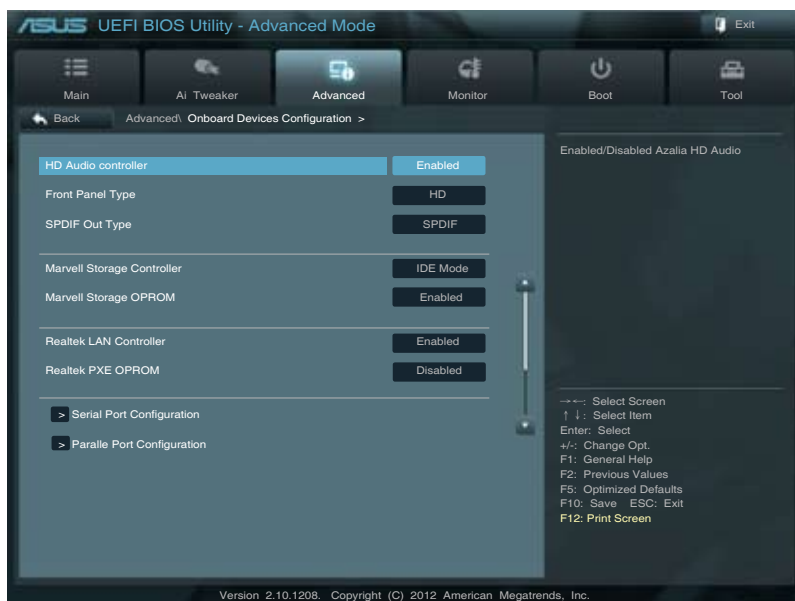 ASUS UEFI BIOS Utility - Advanced Mode
Exit
Main
Ai Tweaker
Advanced
Monitor
Boot
Tool
Back
Advanced\ Onboard Devices Configuration >
HD Audio controller
Enabled
Front Panel Type
HD
SPDIF Out Type
SPDIF
Marvell Storage Controller
IDE Mode
Marvell Storage OPROM
Enabled
Realtek LAN Controller
Enabled
Realtek PXE OPROM
Disabled
> Serial Port Configuration
> Paralle Port Configuration
Enabled/Disabled Azalia HD Audio
→←: Select Screen
↑↓: Select Item
Enter: Select
+/-: Change Opt.
F1: General Help
F2: Previous Values
F5: Optimized Defaults
F10: Save ESC: Exit
F12: Print Screen
Version 2.10.1208. Copyright (C) 2012 American Megatrends, Inc.